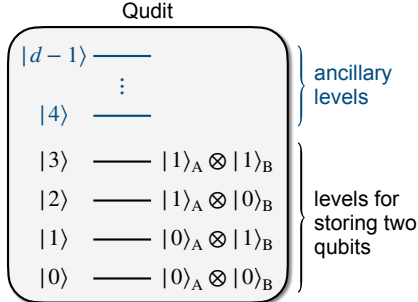 Qudit
|d − 1⟩
⋮
|4⟩
ancillary
levels
|3⟩ |1⟩A ⊗ |1⟩B
|2⟩ |1⟩A ⊗ |0⟩B
|1⟩ |0⟩A ⊗ |1⟩B
|0⟩ |0⟩A ⊗ |0⟩B
levels for
storing two
qubits